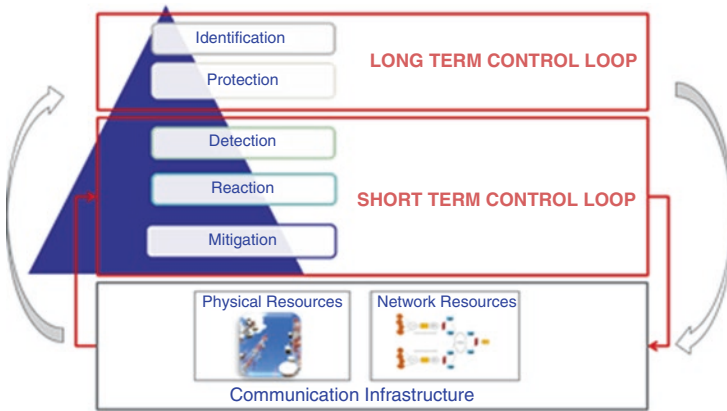 Identification
LONG TERM CONTROL LOOP
Protection
Detection
Reaction
SHORT TERM CONTROL LOOP
Mitigation
Physical Resources
Network Resources
Communication Infrastructure